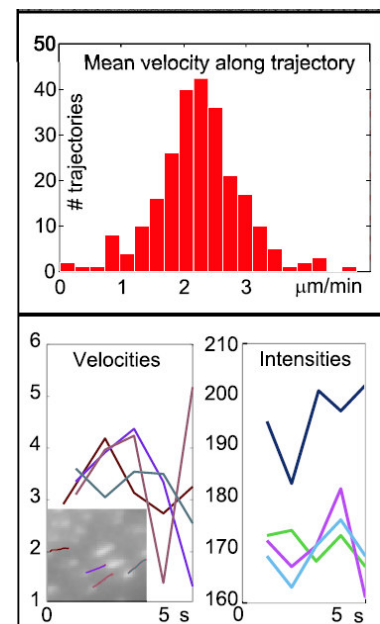 50
Mean velocity along trajectory
40
30
20
10
0
# trajectories
0 1 2 3 μm/min
Velocities
6
5
4
3
2
1
0 5 s
Intensities
210
200
190
180
170
160
0 5 s